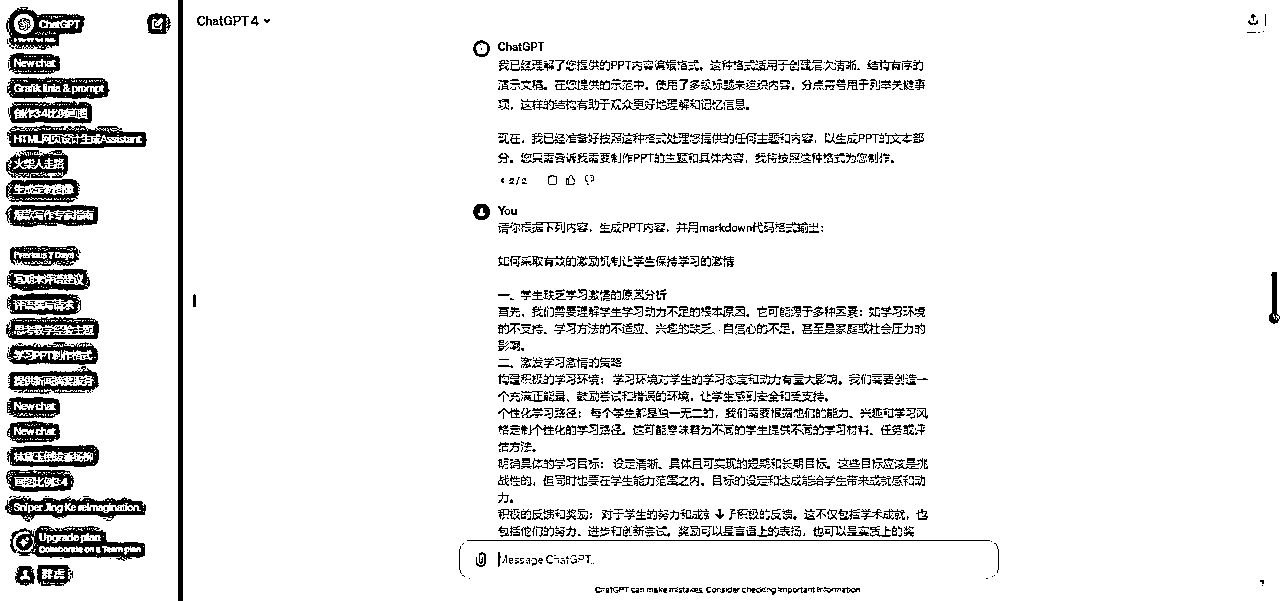 ChatGPT
New chat
Grafik linia & prompt
创作3:4比例画图
HTML网页设计生成Assistant
火柴人走路
生成定制图像
爆款写作专家指南
Previous 7 Days
互期末评语建议
评语撰写请求
思考数学经验主题
学习PPT制作格式
New chat
New chat
画图比例3:4
Sniper Jing Ke reimagination.
Upgrade plan
Collaborate on a Team plan
ChatGPT 4
ChatGPT
我已经理解了您提供的PPT内容编辑格式。这种格式适用于创建层次清晰、结构有序的
演示文稿。在您提供的示范中，使用了多级标题来组织内容，分点需要用于列举关键事
项，这样的结构有助于观众更好地理解和记忆信息。
现在，我已经准备好按照这种格式处理您提供的任何主题和内容，以生成PPT的文本部
分。您只需告诉我需要制作PPT的主题和具体内容，我将按照这种格式为您制作。
2/2
You
请你根据下列内容，生成PPT内容，并用markdown代码格式输出：
如何采取有效的激励机制让学生保持学习的激情
一、学生缺乏学习激情的原因分析
首先，我们需要理解学生学习动力不足的根本原因。它可能源于多种因素：如学习环境
的不支持、学习方法的不适应、兴趣的缺乏、自信心的不足，甚至是家庭或社会压力的
影响。
二、激发学习激情的策略
构建积极的学习环境：学习环境对学生的学习态度和动力有重大影响。我们需要创造一
个充满正能量、鼓励尝试和错误的环境，让学生感到安全和受支持。
个性化学习路径：每个学生都是独一无二的，我们需要根据他们的能力、兴趣和学习风
格定制个性化的学习路径。这可能意味着为不同的学生提供不同的学习材料、任务或评
估方法。
明确具体的学习目标：设定清晰、具体且可实现的短期和长期目标。这些目标应该是挑
战性的，但同时也要在学生能力范围之内。目标的设定和达成能给学生带来成就感和动
力。
积极的反馈和奖励：对于学生的努力和成 积极的反馈。这不仅包括学术成就，也
包括他们的努力、进步和创新尝试。奖励可以是言语上的表扬，也可以是实质上的奖
Message ChatGPT...
ChatGPT can make mistakes. Consider checking important information.
?